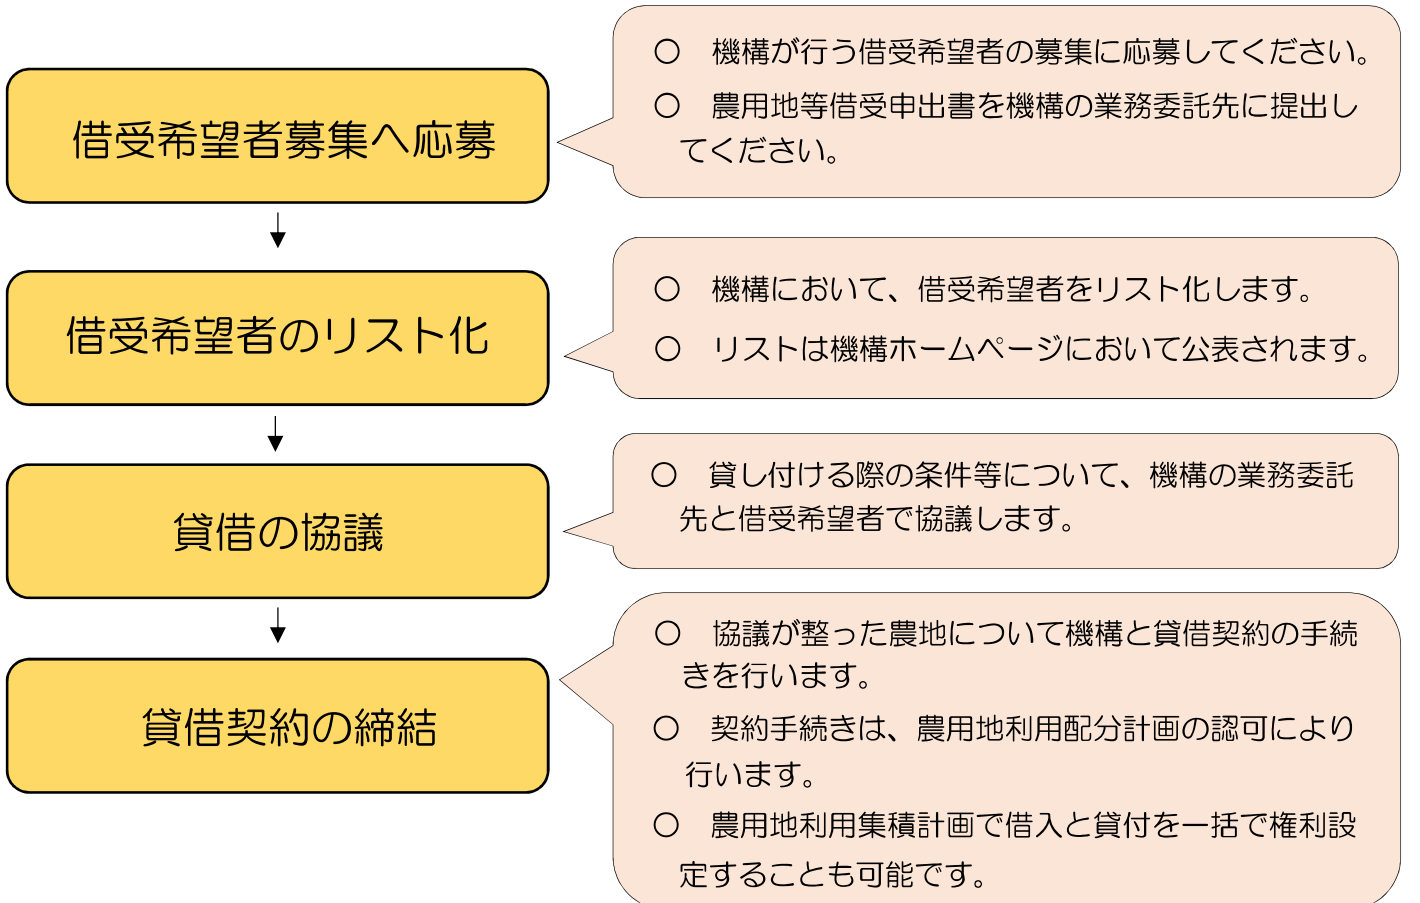 借受希望者募集へ応募
〇　機構が行う借受希望者の募集に応募してください。
〇　農用地等借受申出書を機構の業務委託先に提出し
てください。
借受希望者のリスト化
〇　機構において、借受希望者をリスト化します。
〇　リストは機構ホームページにおいて公表されます。
貸借の協議
〇　貸し付ける際の条件等について、機構の業務委託
先と借受希望者で協議します。
貸借契約の締結
〇　協議が整った農地について機構と貸借契約の手続
きを行います。
〇　契約手続きは、農用地利用配分計画の認可により
行います。
〇　農用地利用集積計画で借入と貸付を一括で権利設
定することも可能です。